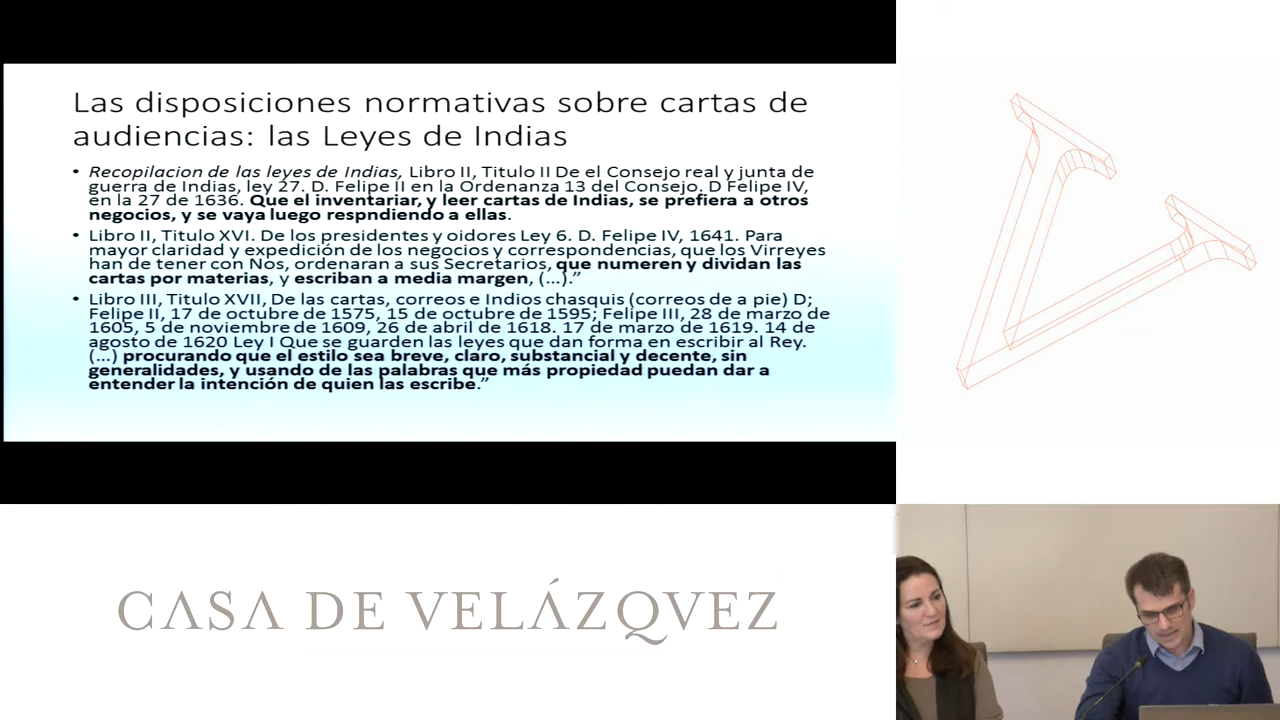 Las disposiciones normativas sobre cartas de
audiencias: las Leyes de Indias
• Recopilacion de las leyes de Indias, Libro II, Titulo II De el Consejo real y junta de
guerra de Indias, ley 27. D. Felipe II en la Ordenanza 13 del Consejo. D Felipe IV,
en la 27 de 1636. Que el inventariar, y leer cartas de Indias, se prefiera a otros
negocios, y se vaya luego respndiendo a ellas.
• Libro II, Titulo XVI. De los presidentes y oidores Ley 6. D. Felipe IV, 1641. Para
mayor claridad y expedición de los negocios y correspondencias, que los Virreyes
han de tener con Nos, ordenaran a sus Secretarios, que numeren y dividan las
cartas por materias, y escriban a media margen, (...).”
• Libro III, Titulo XVII, De las cartas, correos e Indios chasquis (correos de a pie) D;
Felipe II, 17 de octubre de 1575, 15 de octubre de 1595; Felipe III, 28 de marzo de
1605, 5 de noviembre de 1609, 26 de abril de 1618. 17 de marzo de 1619. 14 de
agosto de 1620 Ley I Que se guarden las leyes que dan forma en escribir al Rey.
(...) procurando que el estilo sea breve, claro, substancial y decente, sin
generalidades, y usando de las palabras que más propiedad puedan dar a
entender la intención de quien las escribe.”
CASA DE VELÁZQVEZ